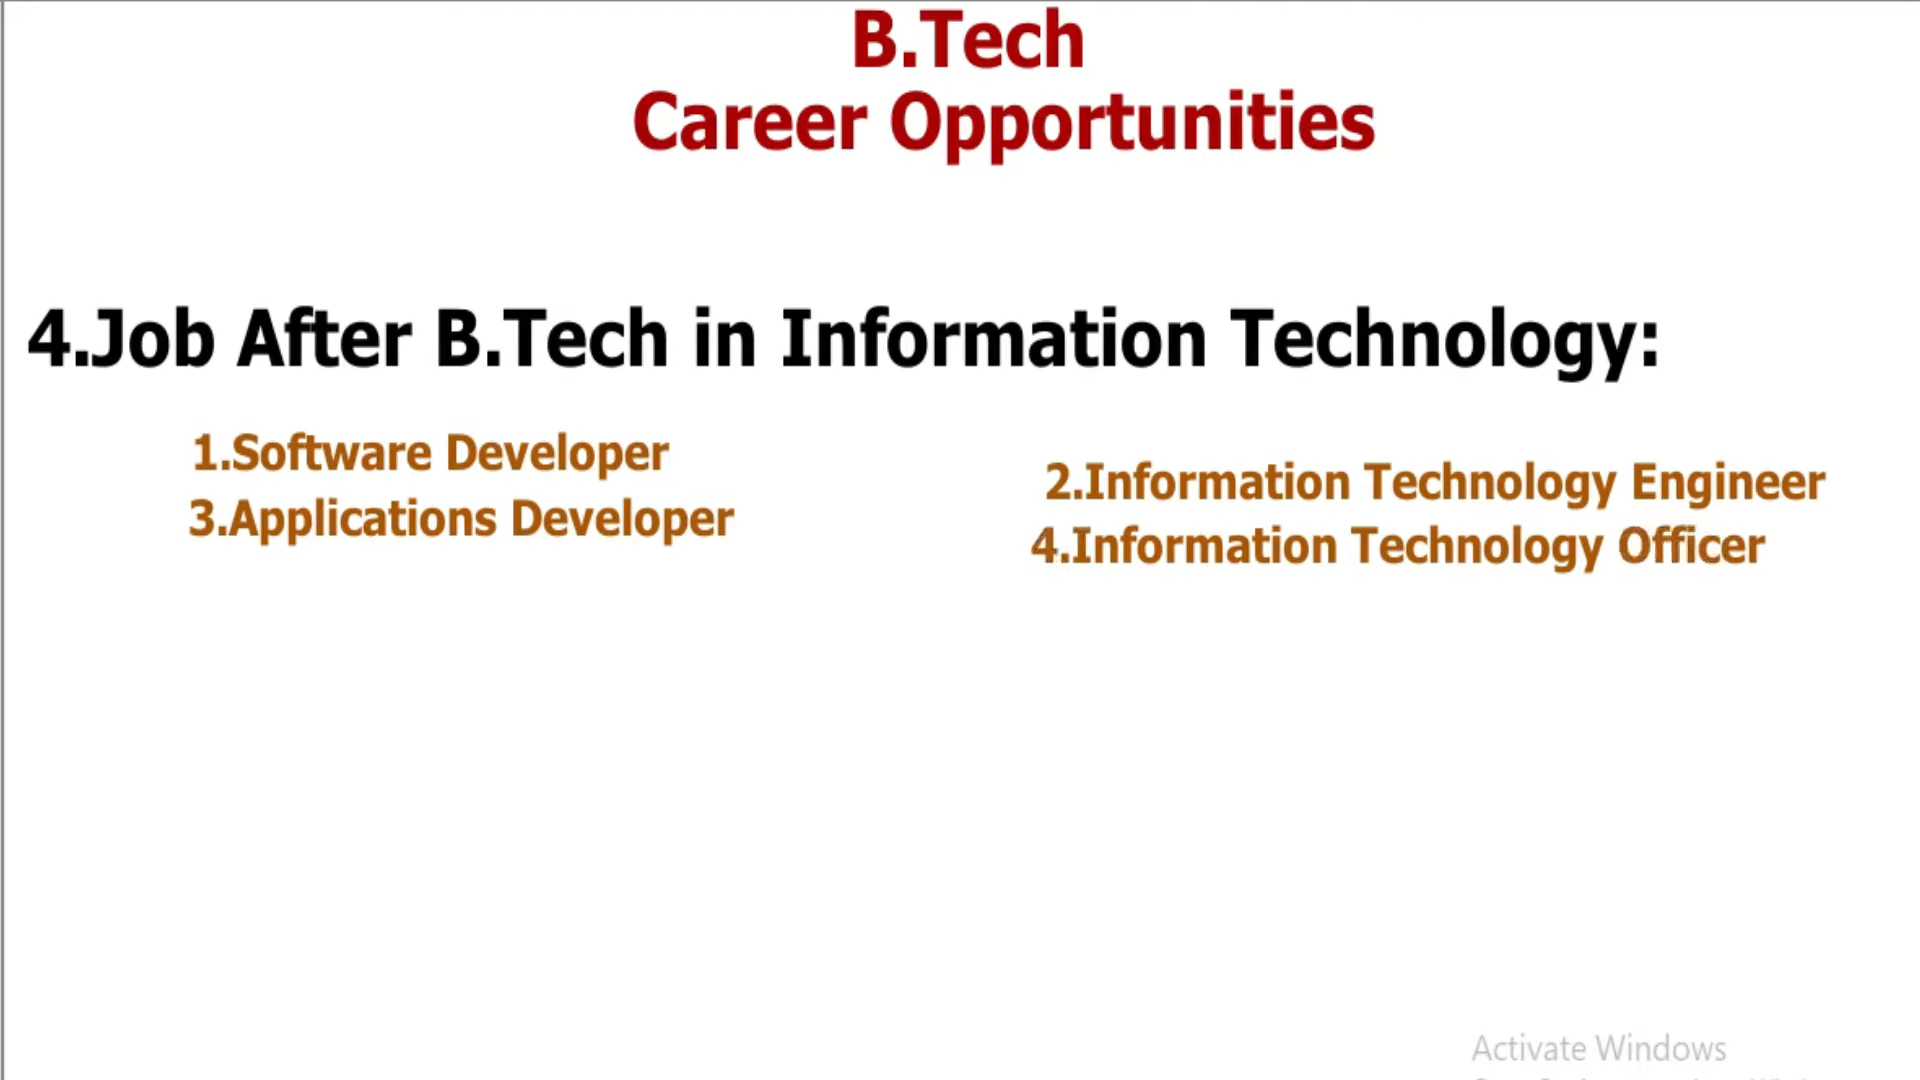 B.Tech
Career Opportunities
4.Job After B.Tech in Information Technology:
1.Software Developer
2.Information Technology Engineer
3.Applications Developer
4.Information Technology Officer
Activate Windows